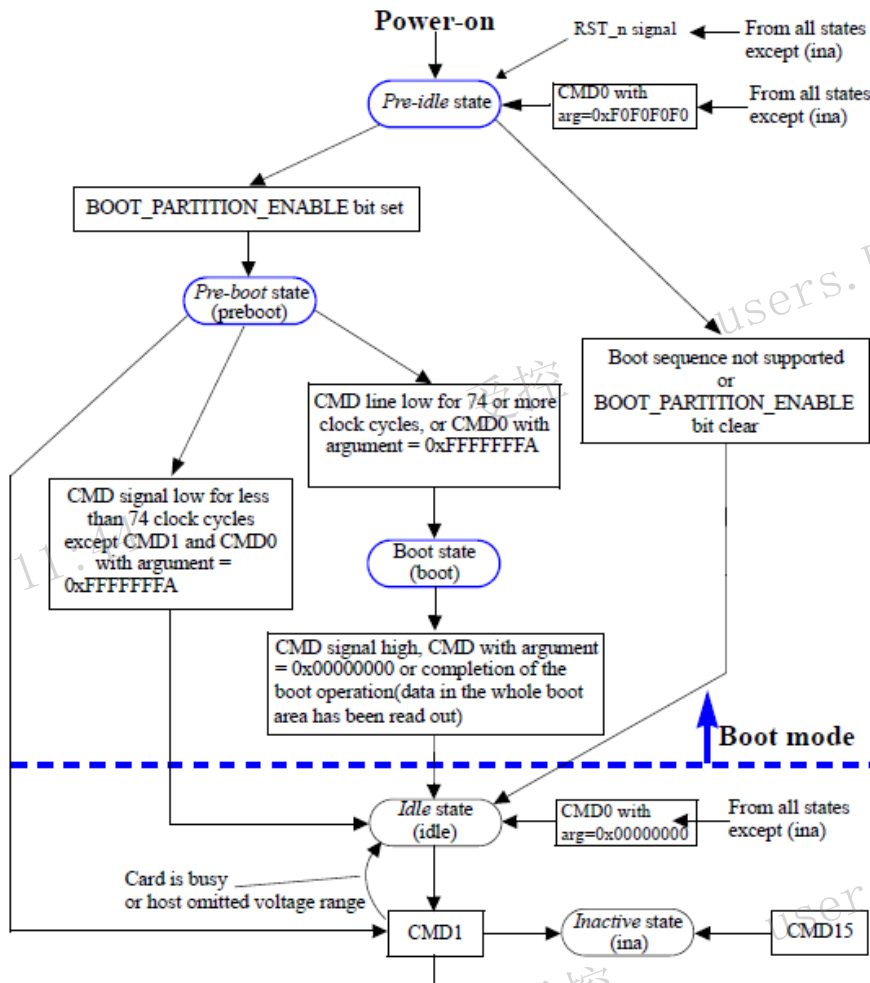 Power-on
RST_n signal
From all states
except (ina)
Pre-idle state
CMD0 with
arg=0xF0F0F0F0
From all states
except (ina)
BOOT_PARTITION_ENABLE bit set
Pre-boot state
(preboot)
users.
Boot sequence not supported
or
BOOT_PARTITION_ENABLE
bit clear
受控
CMD line low for 74 or more
clock cycles, or CMD0 with
argument = 0xFFFFFFFA
CMD signal low for less
than 74 clock cycles
except CMD1 and CMD0
with argument =
0xFFFFFFFA
11:44
Boot state
(boot)
CMD signal high, CMD with argument
= 0x00000000 or completion of the
boot operation(data in the whole boot
area has been read out)
Boot mode
Idle state
(idle)
CMD0 with
arg=0x00000000
From all states
except (ina)
Card is busy
or host omitted voltage range
CMD1
Inactive state
(ina)
CMD15
user